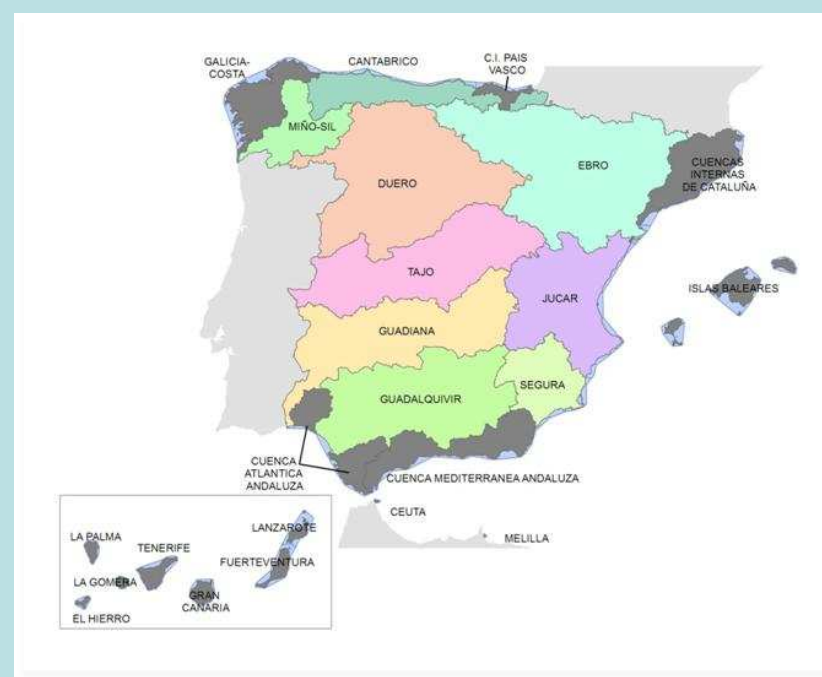 GALICIA-
COSTA
CANTABRICO
C.I. PAIS
VASCO
MIÑO-SIL
DUERO
EBRO
CUENCAS
INTERNAS
DE CATALUÑA
TAJO
JUCAR
ISLAS BALEARES
GUADIANA
SEGURA
GUADALQUIVIR
CUENCA
ATLANTICA
ANDALUZA
CUENCA MEDITERRANEA ANDALUZA
CEUTA
MELILLA
LA PALMA
TENERIFE
LANZAROTE
FUERTEVENTURA
LA GOMERA
GRAN
CANARIA
EL HIERRO